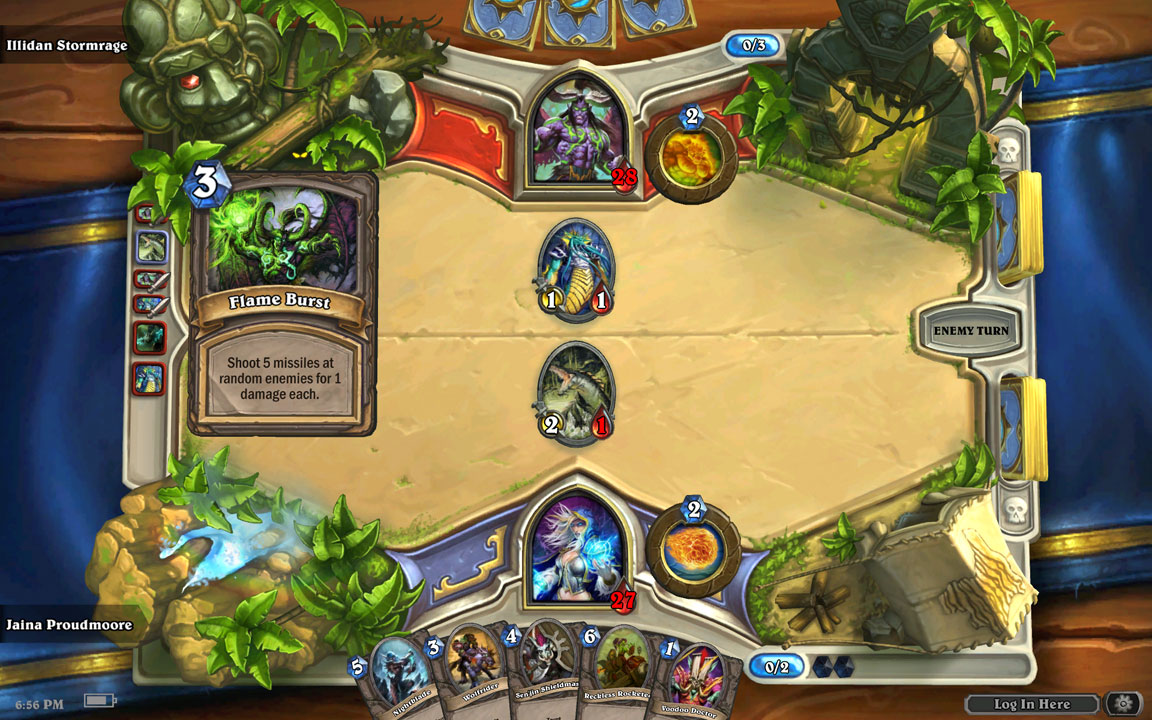 Illidan Stormrage
0/3
2
28
3
Flame Burst
Shoot 5 missiles at
random enemies for 1
damage each.
1 1
ENEMY TURN
2 1
2
27
Jaina Proudmoore
5 3 4 6 1
Nightblade
Wolfrider
Sen'jin Shieldmas
Reckless Rocketee
Voodoo Doctor
0/2
6:56 PM
Log In Here